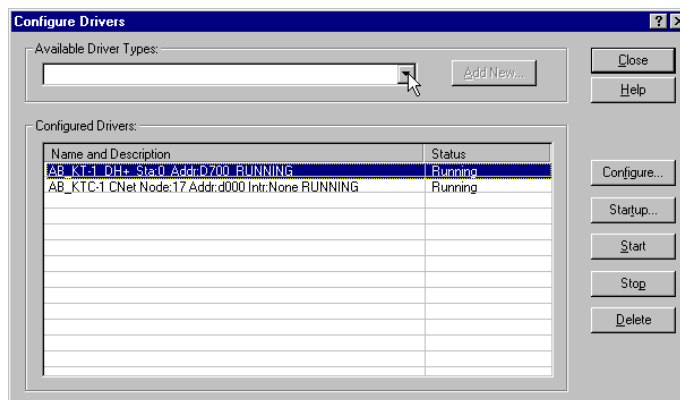 Configure Drivers
Available Driver Types:
Add New...
Close
Help
Configured Drivers:
Name and Description Status
AB_KT-1 DH+ Sta:0 Addr:D700 RUNNING Running
AB_KTC-1 CNet Node:17 Addr:d000 Intr:None RUNNING Running
Configure...
Startup...
Start
Stop
Delete